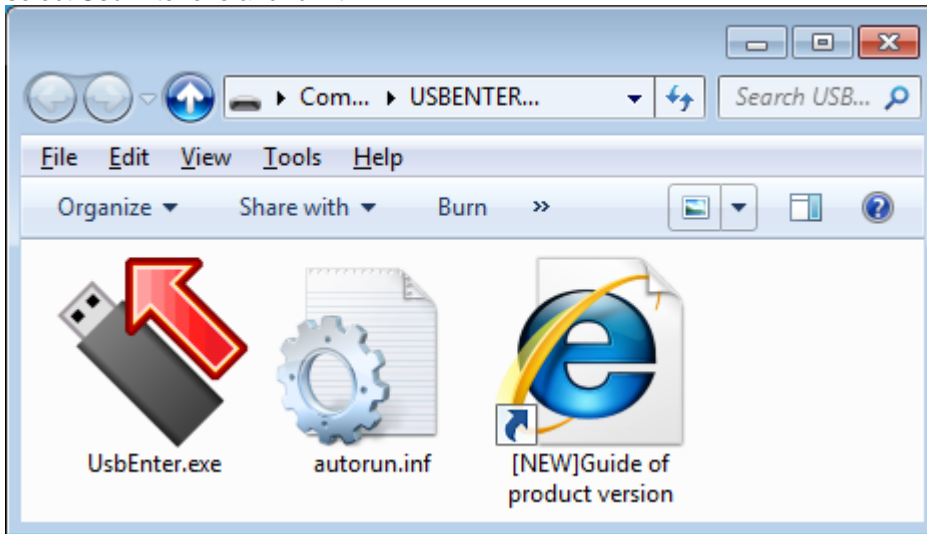 Com... USBENTER... Search USB...
File Edit View Tools Help
Organize Share with Burn »
UsbEnter.exe autorun.inf [NEW]Guide of
product version